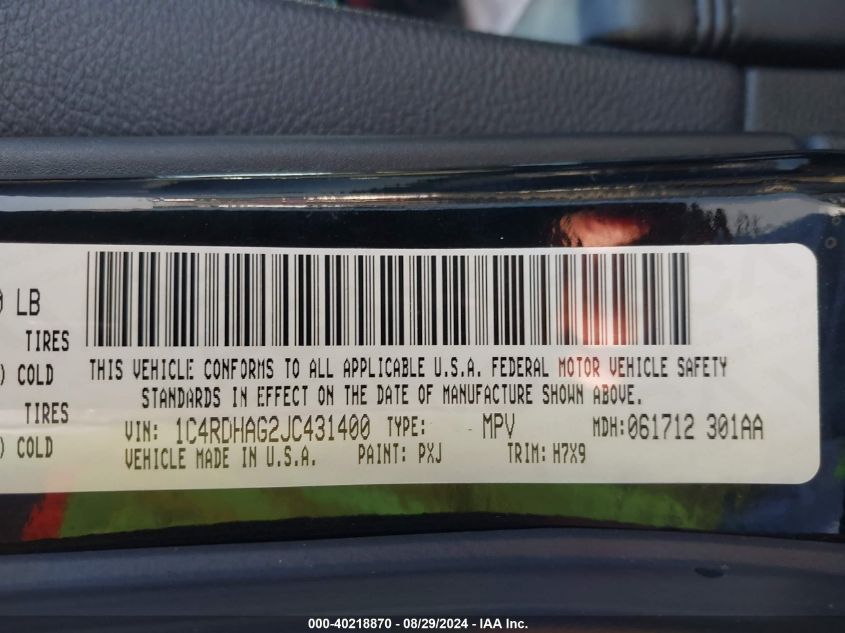 0 LB
TIRES
) COLD
TIRES
) COLD
THIS VEHICLE CONFORMS TO ALL APPLICABLE U.S.A. FEDERAL MOTOR VEHICLE SAFETY
STANDARDS IN EFFECT ON THE DATE OF MANUFACTURE SHOWN ABOVE.
VIN: 1C4RDHAG2JC431400 TYPE: MPV MDH:061712 301AA
VEHICLE MADE IN U.S.A. PAINT: PXJ TRIM: H7X9
000-40218870 - 08/29/2024 - IAA Inc.